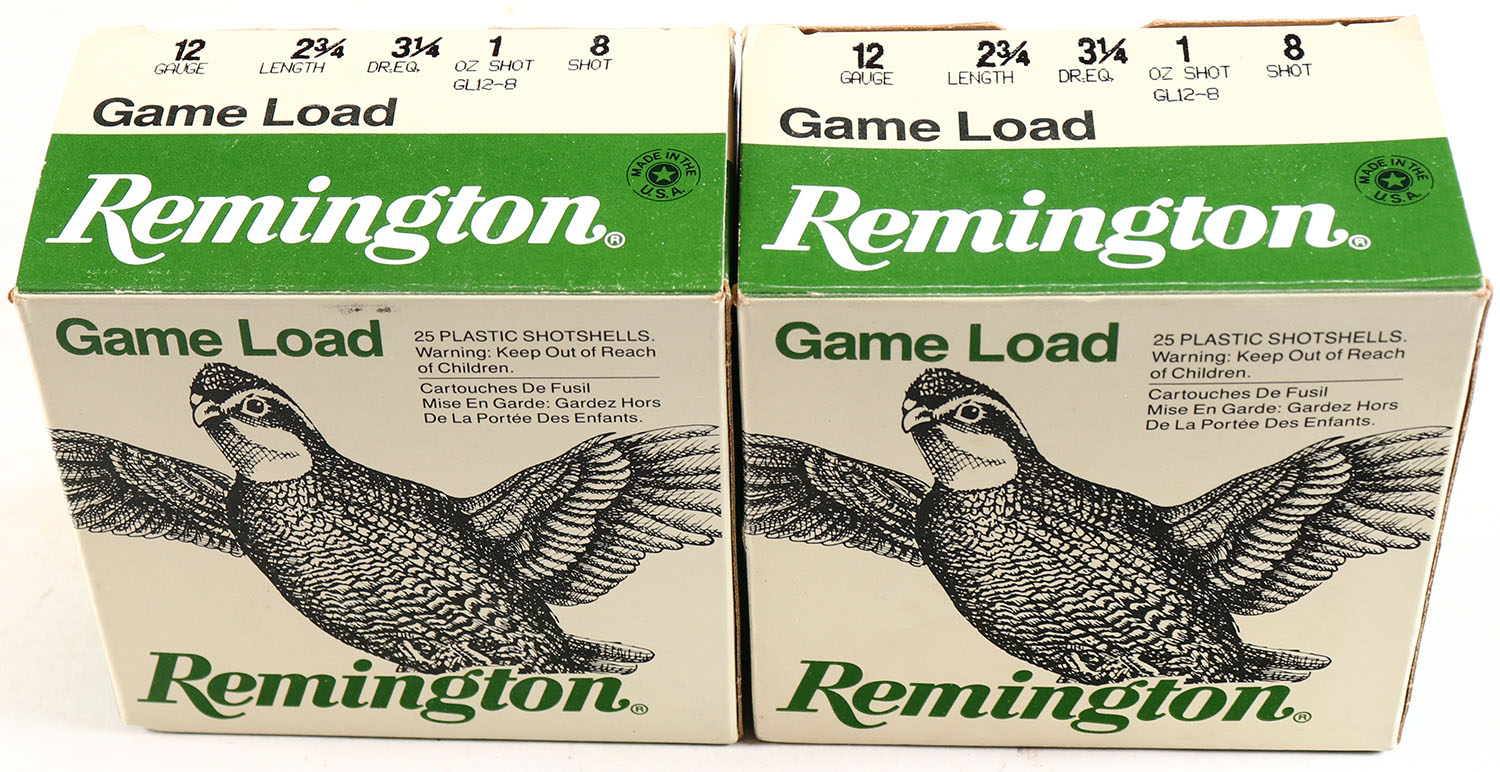 12 2¾ 3¼ 1 8
GAUGE LENGTH DR.EQ. OZ SHOT SHOT
GL12-8
Game Load
MADE IN THE U.S.A.
Remington®
Game Load
25 PLASTIC SHOTSHELLS.
Warning: Keep Out of Reach
of Children.
Cartouches De Fusil
Mise En Garde: Gardez Hors
De La Portée Des Enfants.
Remington®
12 2¾ 3¼ 1 8
GAUGE LENGTH DR.EQ. OZ SHOT SHOT
GL12-8
Game Load
MADE IN THE U.S.A.
Remington®
Game Load
25 PLASTIC SHOTSHELLS.
Warning: Keep Out of Reach
of Children.
Cartouches De Fusil
Mise En Garde: Gardez Hors
De La Portée Des Enfants.
Remington®